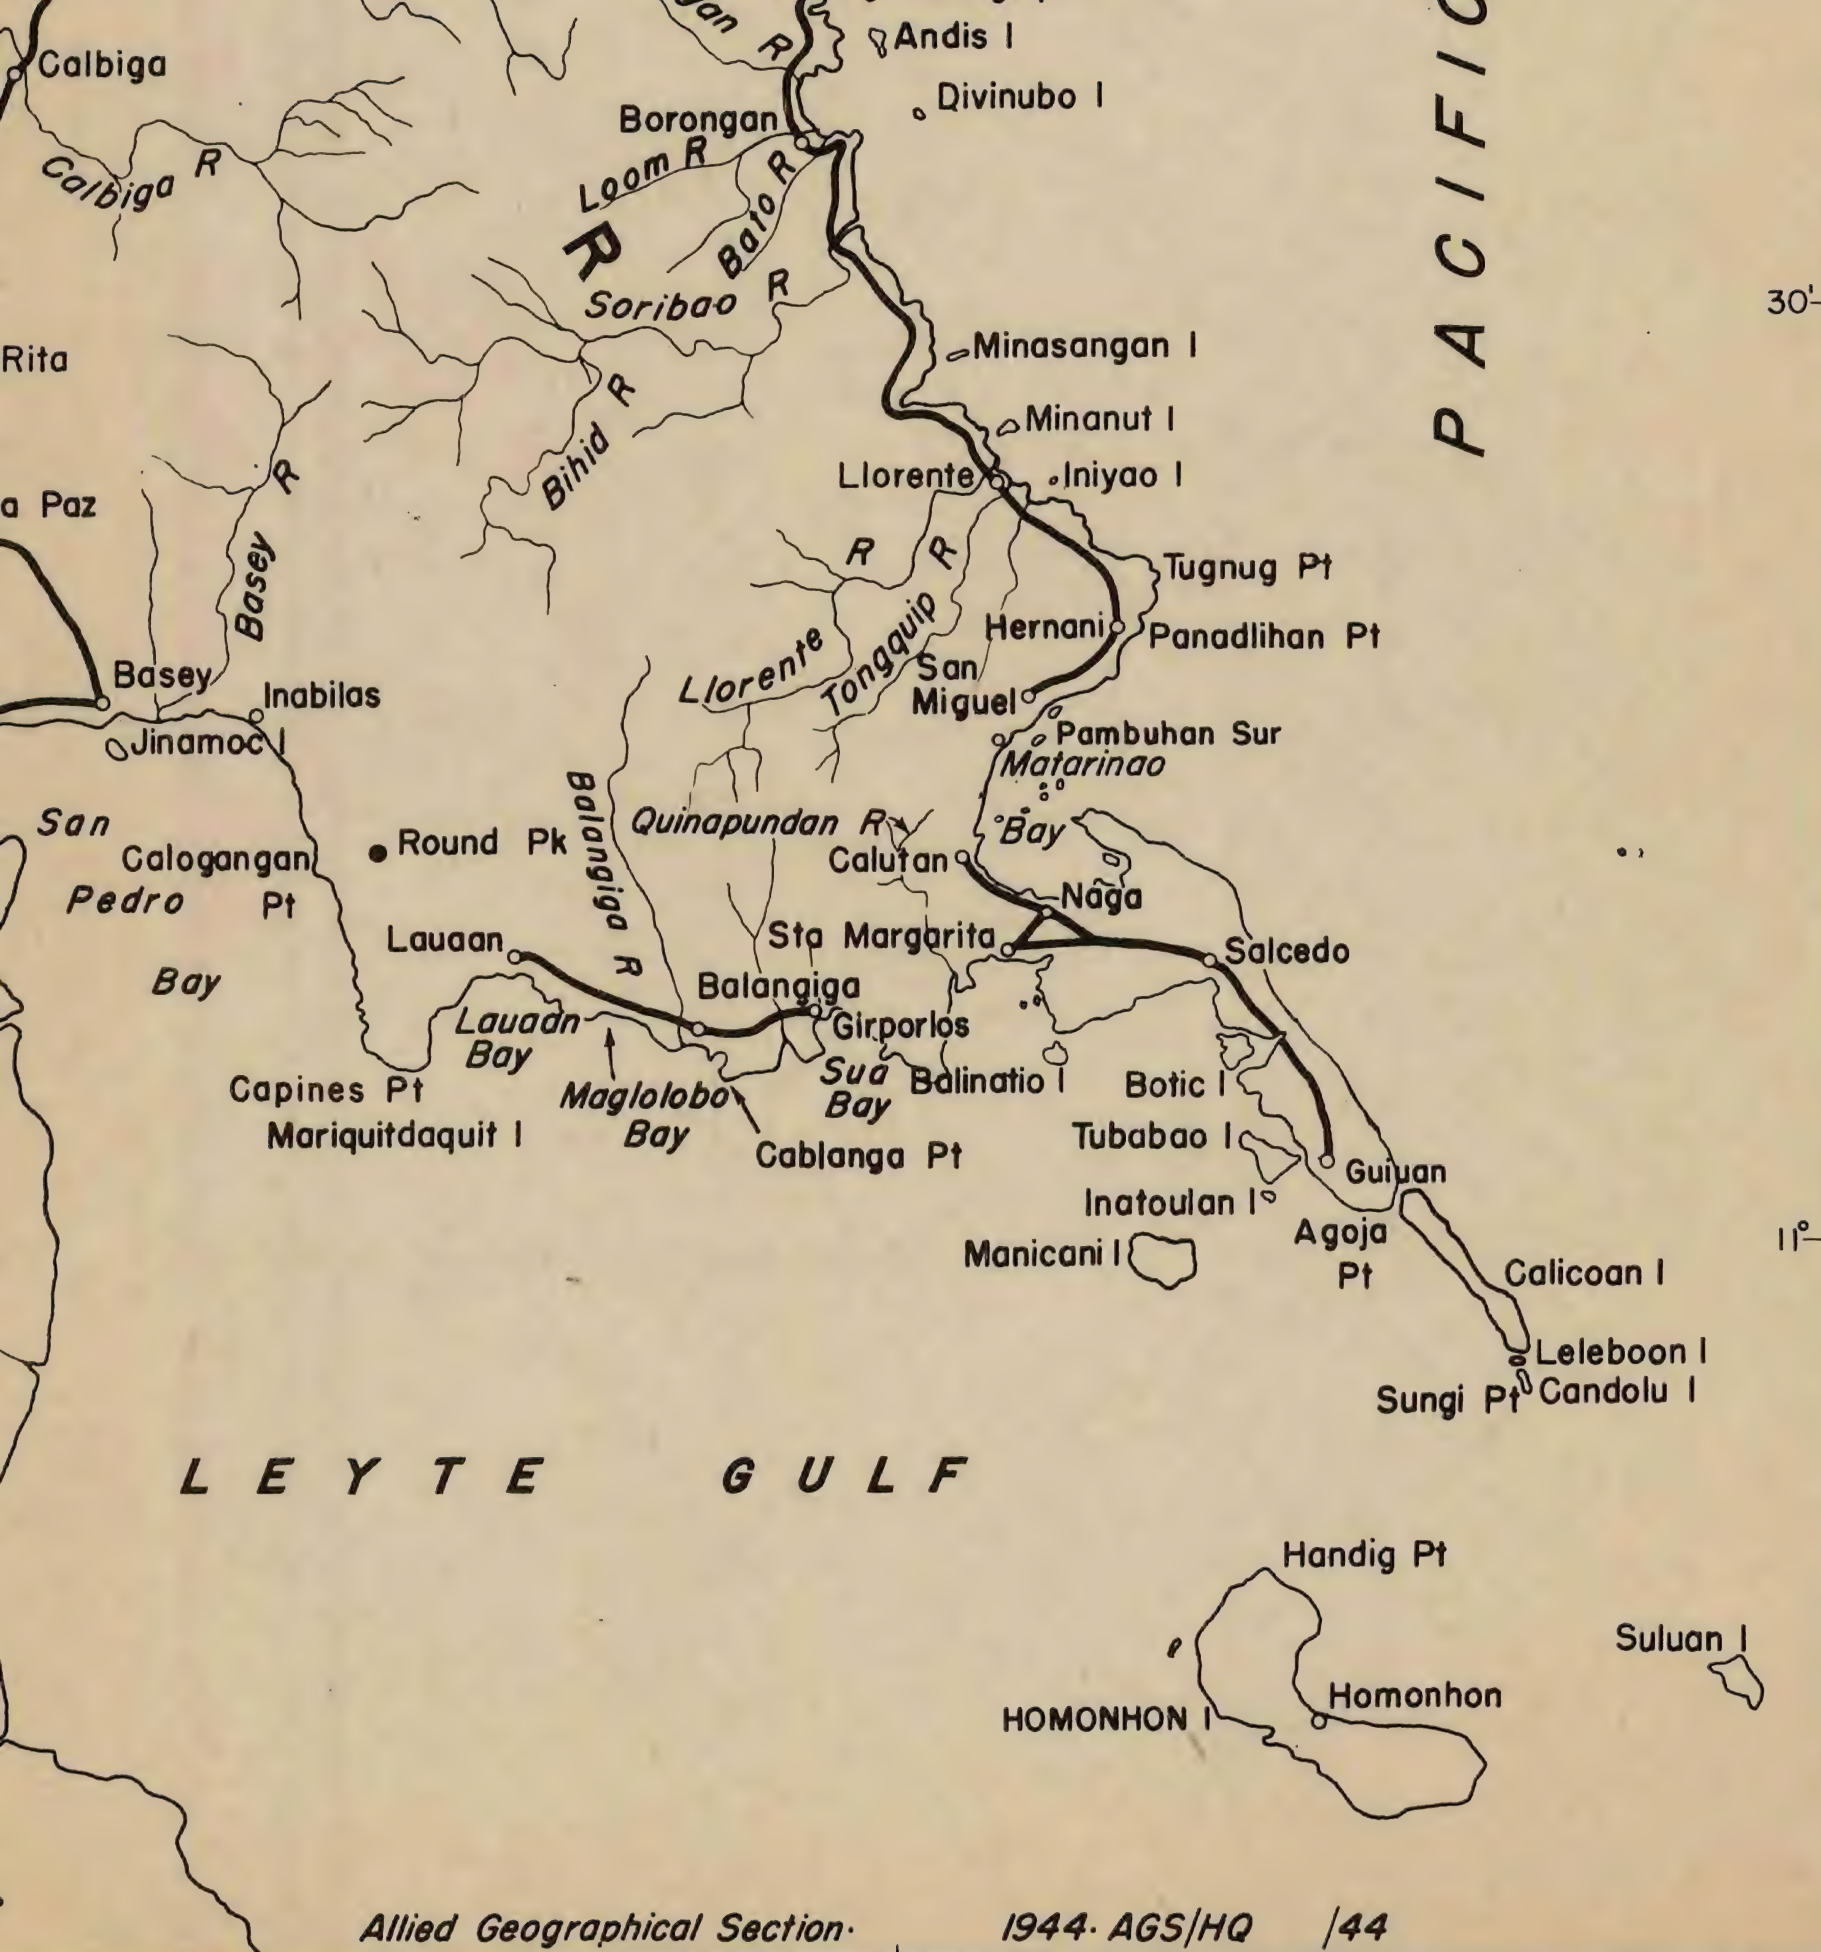 Andis I
Calbiga
Divinubo I
PACIFIC
Borongan
R
Loom R
Calbiga R
Bato R
R
Soribao R
30'
Minasangan I
Rita
Minanut I
Bihid R
Llorente
Iniyao I
a Paz
Basey R
Tugnug Pt
Llorente R
Tongquip R
Hernani
Panadlihan Pt
San
Miguel
Basey
Inabilas
Jinamoc I
Pambuhan Sur
Matarinao
Bay
San
Pedro
Bay
Round Pk
Balangiga R
Quinapundan R
Calogangan
Pt
Calutan
Naga
Lauaan
Sta Margarita
Salcedo
Balangiga
Lauaan
Bay
Girporlos
Sua
Bay
Balinatio I
Botic I
Capines Pt
Maglolobo
Bay
Mariquitdaquit I
Cablanga Pt
Tubabao I
Guiuan
Inatoulan I
Agoja
Pt
11°
Manicani I
Calicoan I
Leleboon I
Sungi Pt
Candolu I
LEYTE GULF
Handig Pt
Suluan I
Homonhon
HOMONHON I
Allied Geographical Section. 1944. AGS/HQ /44